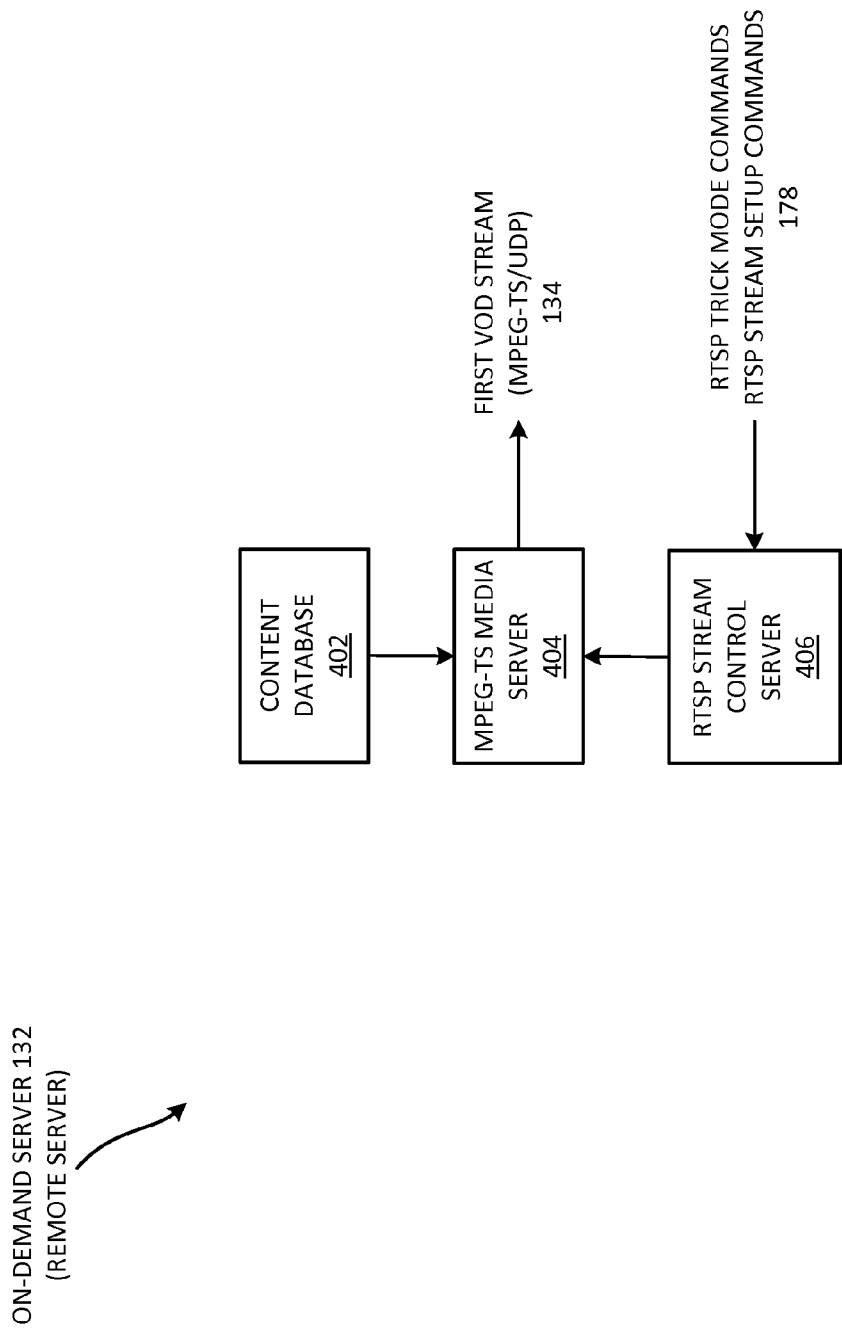 ON-DEMAND SERVER 132
(REMOTE SERVER)
CONTENT
DATABASE
402
MPEG-TS MEDIA
SERVER
404
FIRST VOD STREAM
(MPEG-TS/UDP)
134
RTSP STREAM
CONTROL
SERVER
406
RTSP TRICK MODE COMMANDS
RTSP STREAM SETUP COMMANDS
178